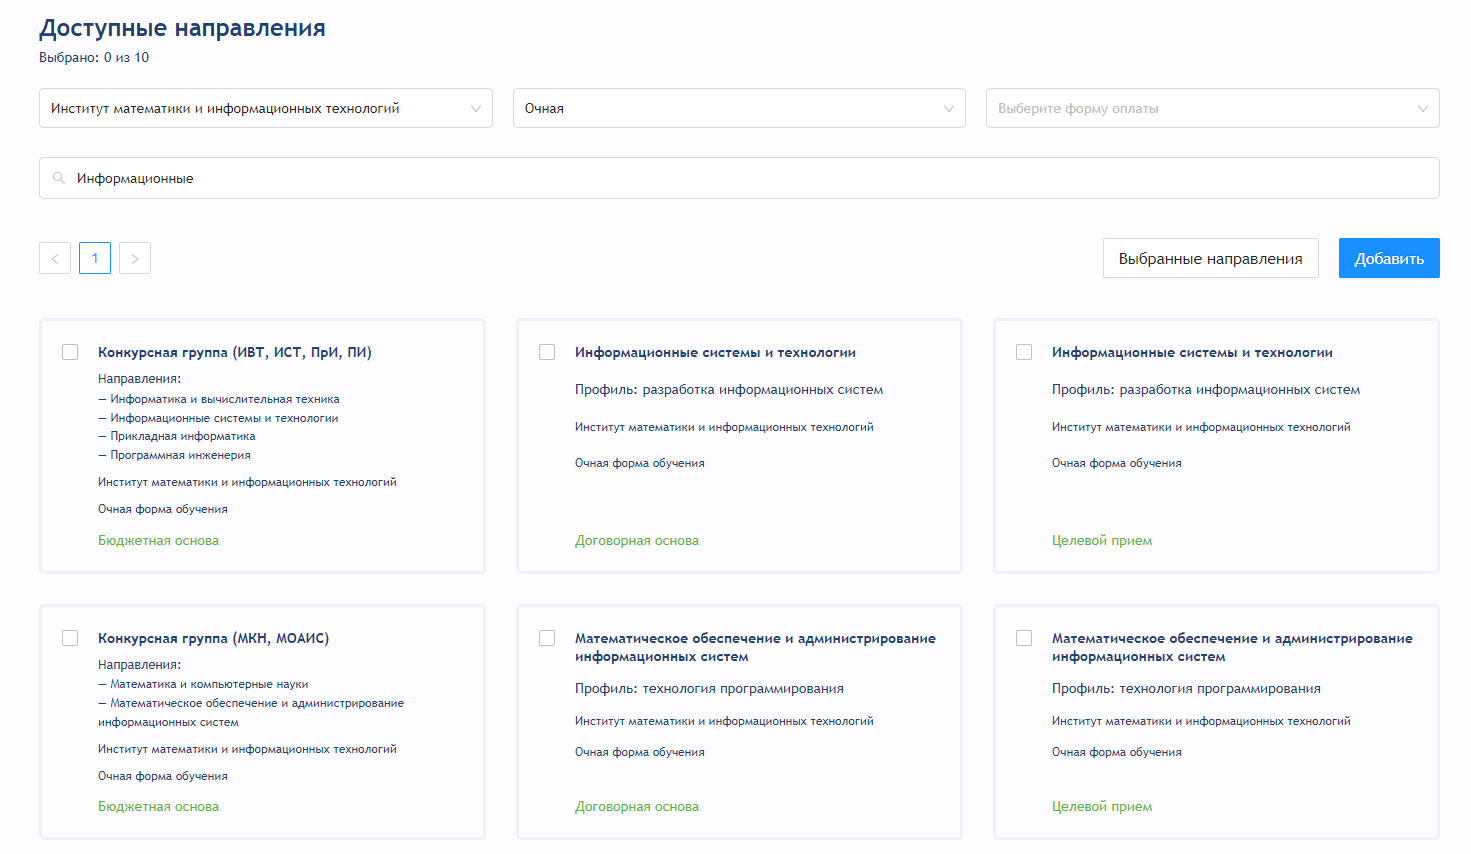 Доступные направления
Выбрано: 0 из 10
Институт математики и информационных технологий
Очная
Выберите форму оплаты
Информационные
< 1 >
Выбранные направления
Добавить
Конкурсная группа (ИВТ, ИСТ, ПрИ, ПИ)
Направления:
— Информатика и вычислительная техника
— Информационные системы и технологии
— Прикладная информатика
— Программная инженерия
Институт математики и информационных технологий
Очная форма обучения
Бюджетная основа
Информационные системы и технологии
Профиль: разработка информационных систем
Институт математики и информационных технологий
Очная форма обучения
Договорная основа
Информационные системы и технологии
Профиль: разработка информационных систем
Институт математики и информационных технологий
Очная форма обучения
Целевой прием
Конкурсная группа (МКН, МОАИС)
Направления:
— Математика и компьютерные науки
— Математическое обеспечение и администрирование
информационных систем
Институт математики и информационных технологий
Очная форма обучения
Бюджетная основа
Математическое обеспечение и администрирование
информационных систем
Профиль: технология программирования
Институт математики и информационных технологий
Очная форма обучения
Договорная основа
Математическое обеспечение и администрирование
информационных систем
Профиль: технология программирования
Институт математики и информационных технологий
Очная форма обучения
Целевой прием